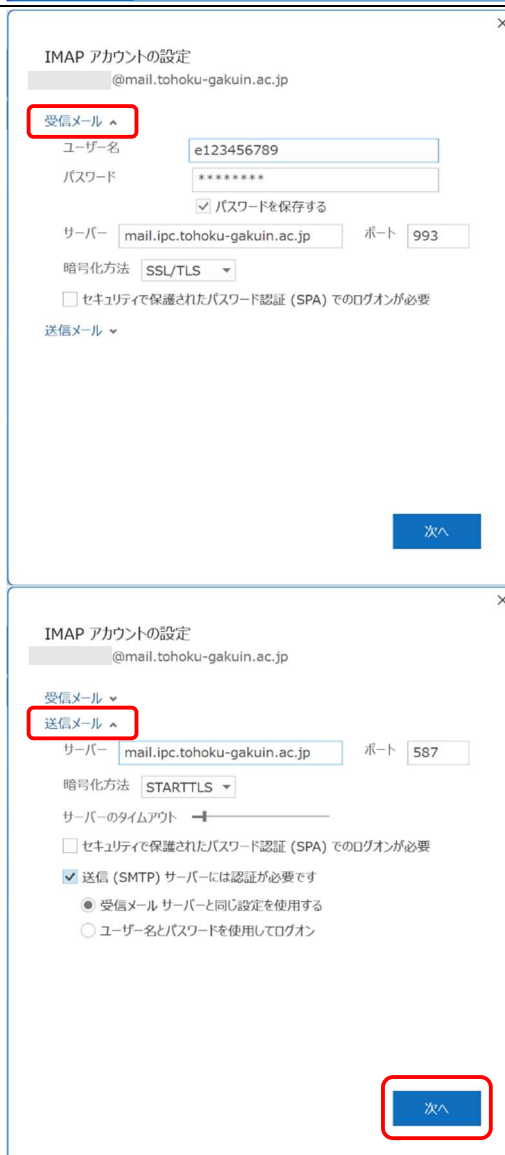 IMAP アカウントの設定
@mail.tohoku-gakuin.ac.jp
受信メール
ユーザー名 e123456789
パスワード ********
パスワードを保存する
サーバー mail.ipc.tohoku-gakuin.ac.jp ポート 993
暗号化方法 SSL/TLS
セキュリティで保護されたパスワード認証 (SPA) でのログオンが必要
送信メール
次へ
IMAP アカウントの設定
@mail.tohoku-gakuin.ac.jp
受信メール
送信メール
サーバー mail.ipc.tohoku-gakuin.ac.jp ポート 587
暗号化方法 STARTTLS
サーバーのタイムアウト
セキュリティで保護されたパスワード認証 (SPA) でのログオンが必要
送信 (SMTP) サーバーには認証が必要です
受信メール サーバーと同じ設定を使用する
ユーザー名とパスワードを使用してログオン
次へ